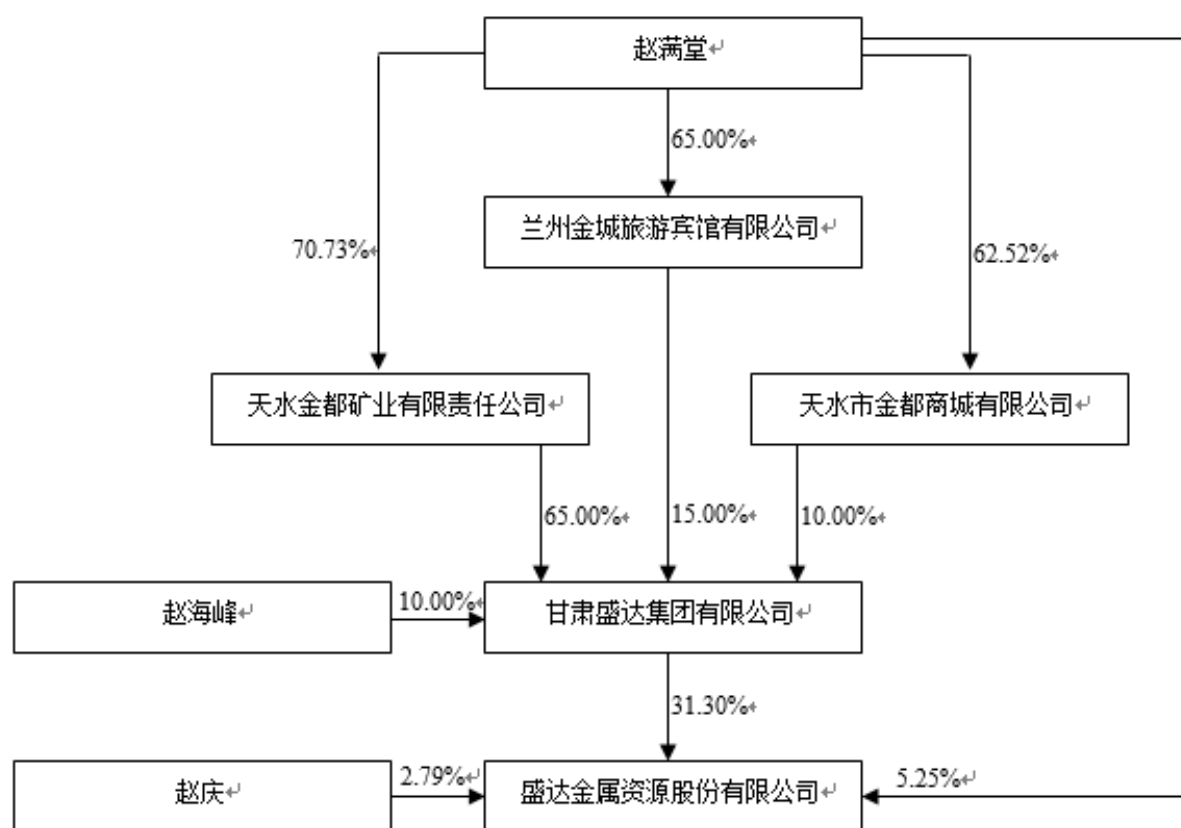 赵满堂
65.00%
兰州金城旅游宾馆有限公司
70.73%
62.52%
天水金都矿业有限责任公司
天水市金都商城有限公司
65.00%
15.00%
10.00%
赵海峰
10.00%
甘肃盛达集团有限公司
31.30%
赵庆
2.79%
盛达金属资源股份有限公司
5.25%